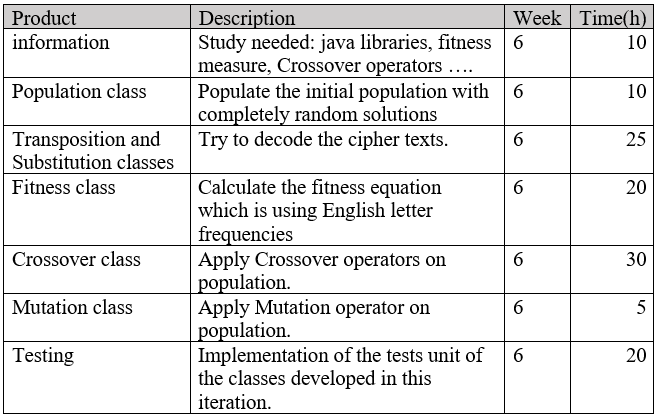 Product Description Week Time(h)
information Study needed: java libraries, fitness 6 10
measure, Crossover operators ….
Population class Populate the initial population with 6 10
completely random solutions
Transposition and Try to decode the cipher texts. 6 25
Substitution classes
Fitness class Calculate the fitness equation 6 20
which is using English letter
frequencies
Crossover class Apply Crossover operators on 6 30
population.
Mutation class Apply Mutation operator on 6 5
population.
Testing Implementation of the tests unit of 6 20
the classes developed in this
iteration.